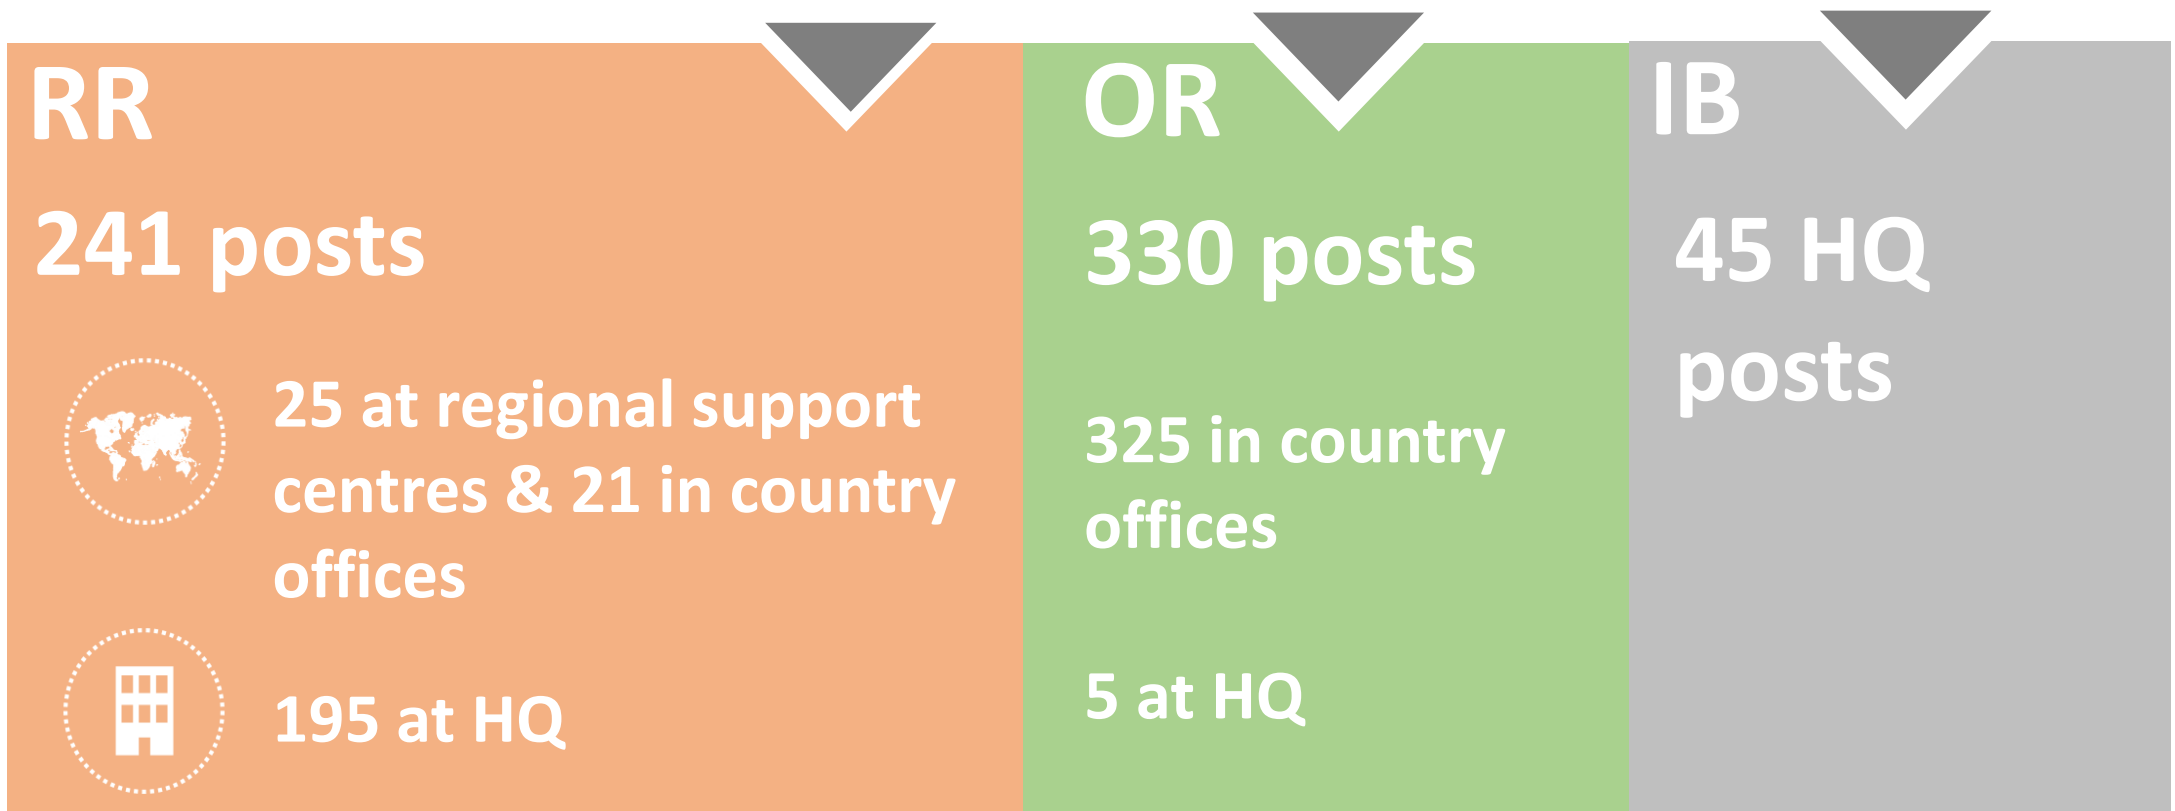 RR
241 posts
25 at regional support
centres & 21 in country
offices
195 at HQ
OR
330 posts
325 in country
offices
5 at HQ
IB
45 HQ
posts